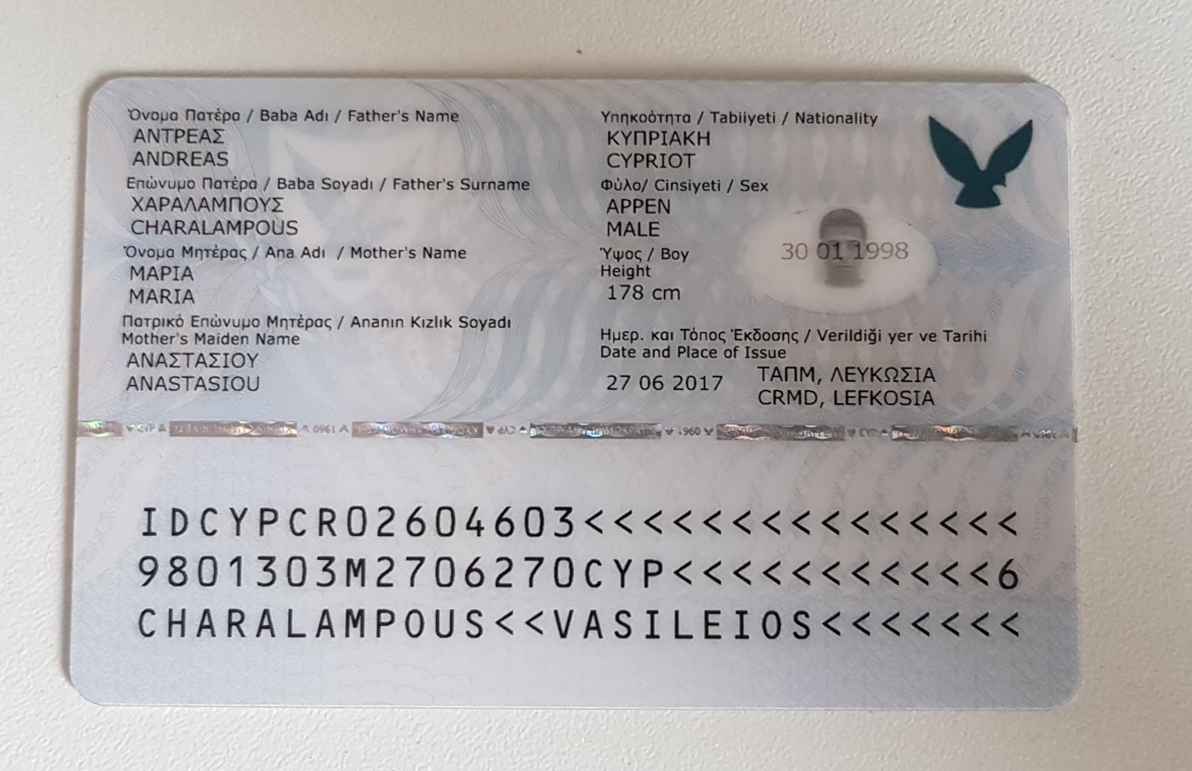 Όνομα Πατέρα / Baba Adı / Father's Name
ΑΝΤΡΕΑΣ
ANDREAS
Επώνυμο Πατέρα / Baba Soyadı / Father's Surname
ΧΑΡΑΛΑΜΠΟΥΣ
CHARALAMPOUS
Όνομα Μητέρας / Ana Adı / Mother's Name
ΜΑΡΙΑ
MARIA
Πατρικό Επώνυμο Μητέρας / Ananın Kızlık Soyadı
Mother's Maiden Name
ΑΝΑΣΤΑΣΙΟΥ
ANASTASIOU
Υπηκοότητα / Tabiiyeti / Nationality
ΚΥΠΡΙΑΚΗ
CYPRIOT
Φύλο/ Cinsiyeti / Sex
ΑΡΡΕΝ
MALE
Ύψος / Boy
Height
178 cm
30 01 1998
Ημερ. και Τόπος Έκδοσης / Verildiği yer ve Tarihi
Date and Place of Issue
27 06 2017
ΤΑΠΜ, ΛΕΥΚΩΣΙΑ
CRMD, LEFKOSIA
IDCYPCR02604603<<<<<<<<<<<<<<<
9801303M2706270CYP<<<<<<<<<<<6
CHARALAMPOUS<<VASILEIOS<<<<<<<